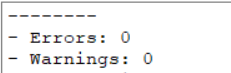 --------
- Errors: 0
- Warnings: 0